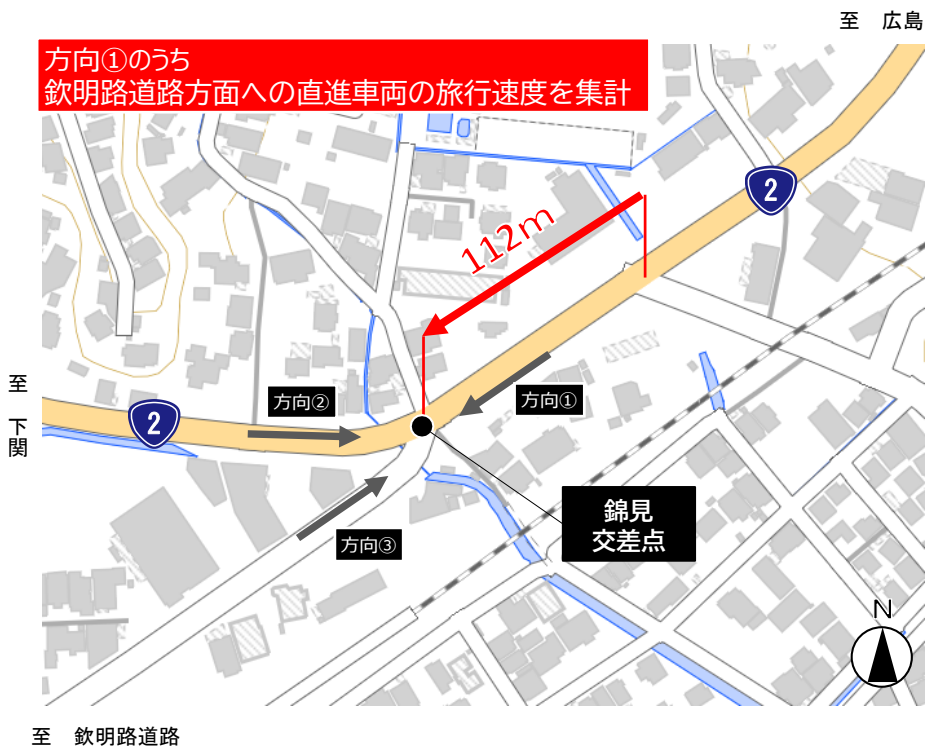 至 広島
方向①のうち
欽明路道路方面への直進車両の旅行速度を集計
2
112m
至
下関
方向②
方向①
2
錦見
交差点
方向③
N
至 欽明路道路